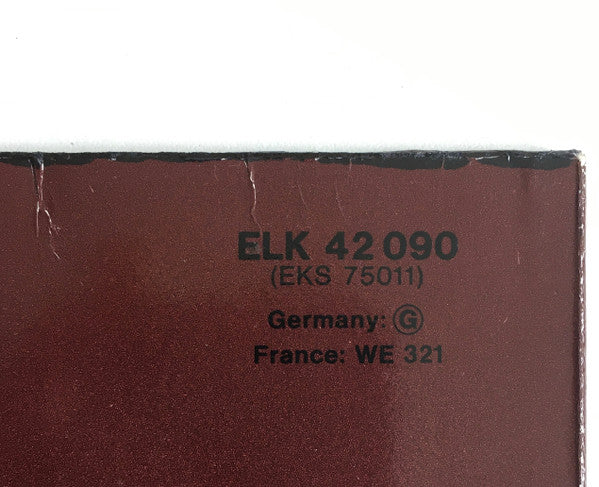 ELK 42 090
(EKS 75011)
Germany: Ⓖ
France: WE 321